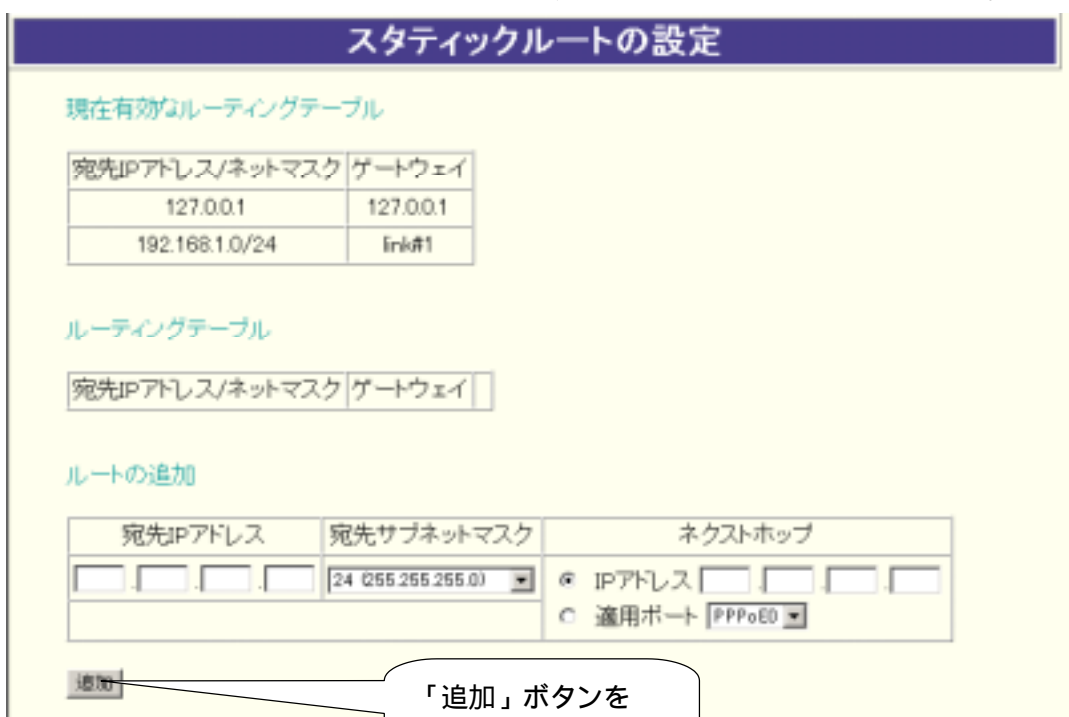 スタティックルートの設定
現在有効なルーティングテーブル
宛先IPアドレス/ネットマスク ゲートウェイ
127.0.0.1 127.0.0.1
192.168.1.0/24 link#1
ルーティングテーブル
宛先IPアドレス/ネットマスク ゲートウェイ
ルートの追加
宛先IPアドレス 宛先サブネットマスク ネクストホップ
. . . 24 (255.255.255.0) IPアドレス . . .
適用ポート PPPoE0
追加
「追加」ボタンを